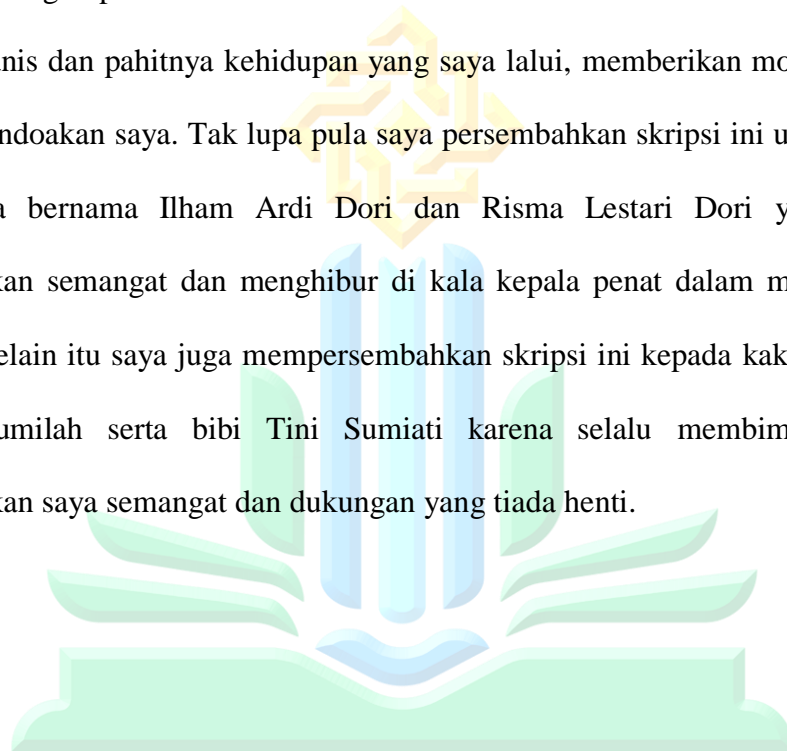 nis dan pahitnya kehidupan yang saya lalui, memberikan mo
ndoakan saya. Tak lupa pula saya persembahkan skripsi ini u
a bernama Ilham Ardi Dori dan Risma Lestari Dori y
kan semangat dan menghibur di kala kepala penat dalam m
elain itu saya juga mempersembahkan skripsi ini kepada kak
umilah serta bibi Tini Sumiati karena selalu membim
kan saya semangat dan dukungan yang tiada henti.